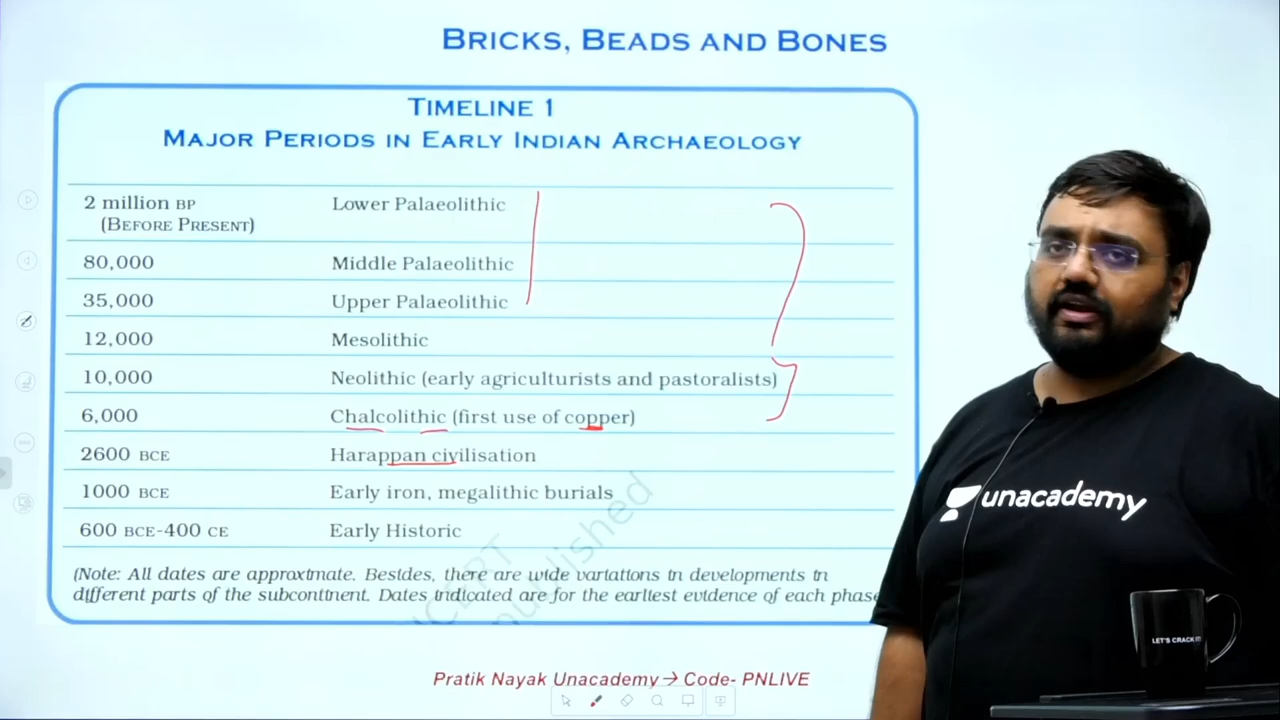 BRICKS, BEADS AND BONES
TIMELINE 1
MAJOR PERIODS IN EARLY INDIAN ARCHAEOLOGY
2 million BP Lower Palaeolithic
(BEFORE PRESENT)
80,000 Middle Palaeolithic
35,000 Upper Palaeolithic
12,000 Mesolithic
10,000 Neolithic (early agriculturists and pastoralists)
6,000 Chalcolithic (first use of copper)
2600 BCE Harappan civilisation
1000 BCE Early iron, megalithic burials
600 BCE-400 CE Early Historic
(Note: All dates are approximate. Besides, there are wide variations in developments in
different parts of the subcontinent. Dates indicated are for the earliest evidence of each phase
unacademy
LET'S CRACK IT!
Pratik Nayak Unacademy → Code- PNLIVE